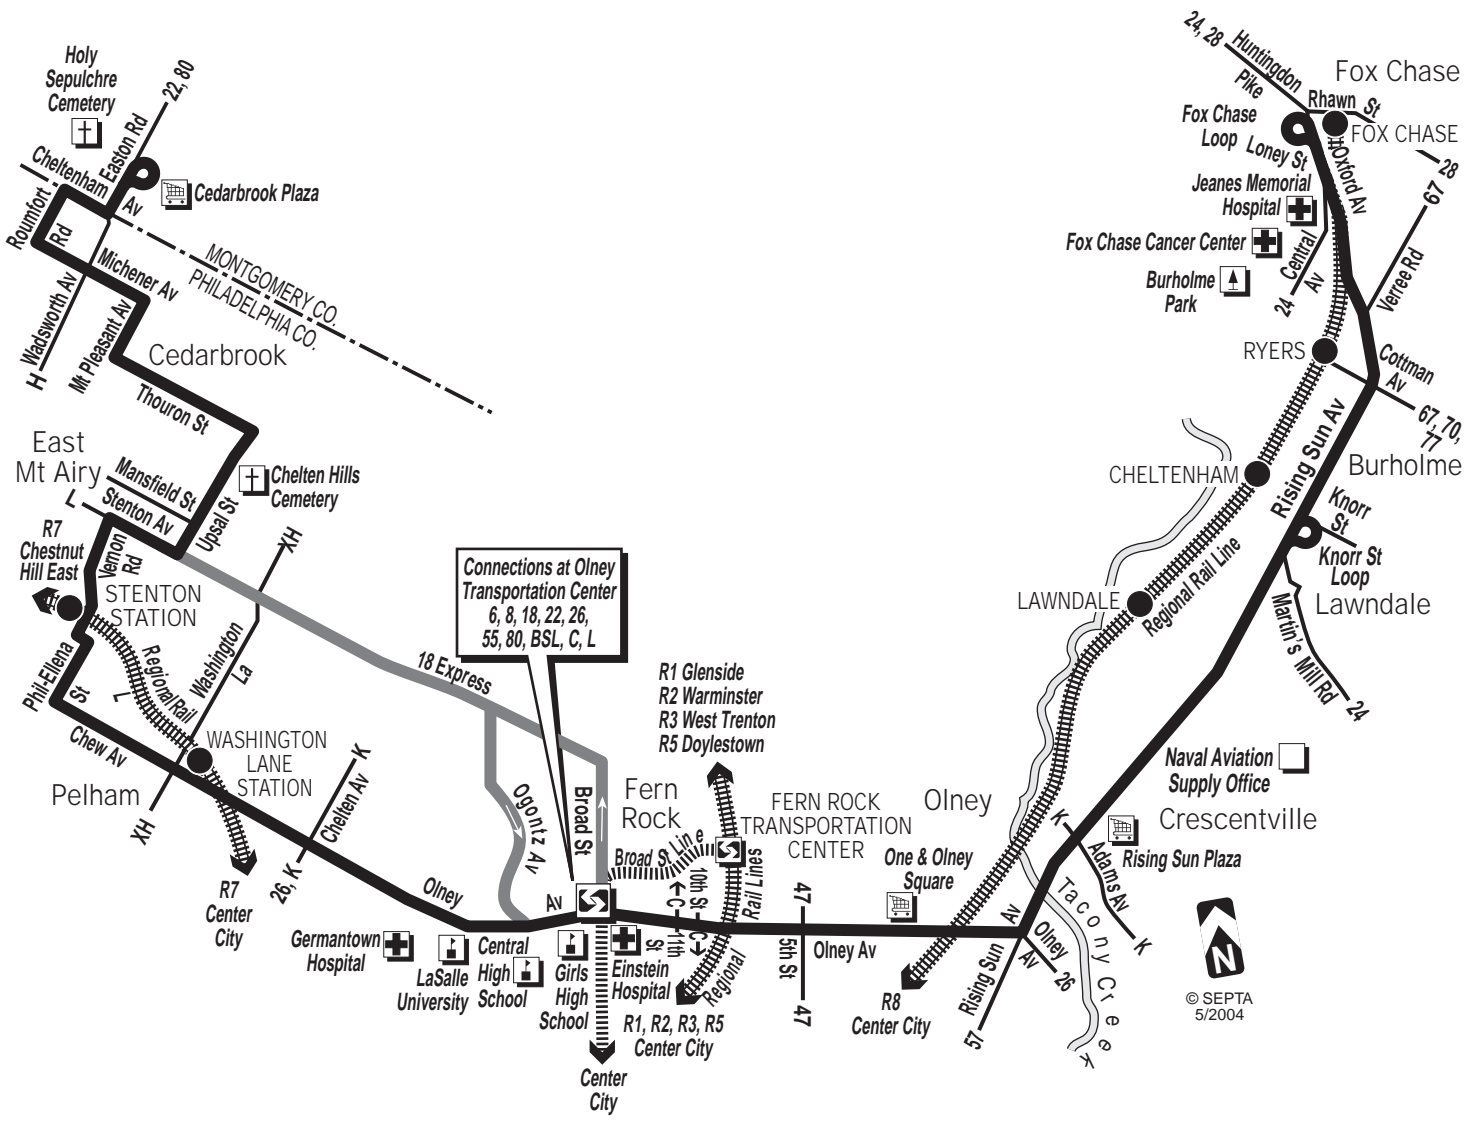 Holy
Sepulchre
Cemetery
22, 80
Easton Rd
Cheltenham
Av
Cedarbrook Plaza
Roumfort
Rd
Michener Av
MONTGOMERY CO.
PHILADELPHIA CO.
Wadsworth Av
H
Mt Pleasant Av
Cedarbrook
Thouron St
East
Mt Airy
Mansfield St
Stenton Av
L
Upsal St
Chelten Hills
Cemetery
R7
Chestnut
Hill East
Vernon
Rd
XH
STENTON
STATION
Phil-Ellena
St
Regional Rail
L
Washington
La
18 Express
Chew Av
WASHINGTON
LANE
STATION
Pelham
XH
K
Chelten Av
26, K
R7
Center
City
Connections at Olney
Transportation Center
6, 8, 18, 22, 26,
55, 80, BSL, C, L
Ogontz Av
Broad St
Olney
Av
Germantown
Hospital
LaSalle
University
Central
High
School
Girls
High
School
Einstein
Hospital
Center
City
R1 Glenside
R2 Warminster
R3 West Trenton
R5 Doylestown
Fern
Rock
Broad St Line
FERN ROCK
TRANSPORTATION
CENTER
10th St
C
C
11th
St
Regional
Rail Lines
R1, R2, R3, R5
Center City
47
5th St
47
Olney Av
One & Olney
Square
Olney
R8
Center City
Rising Sun
Av
57
Olney
Av
26
Tacony Creek
K
Adams Av
K
Rising Sun Plaza
Crescentville
Naval Aviation
Supply Office
N
© SEPTA
5/2004
24, 28
Huntingdon
Pike
Rhawn St
Fox Chase
FOX CHASE
28
Fox Chase
Loop
Loney St
Oxford Av
Jeanes Memorial
Hospital
Fox Chase Cancer Center
Burholme
Park
Central
Av
24
67
Verree Rd
RYERS
Cottman
Av
67, 70,
77
Rising Sun Av
Burholme
CHELTENHAM
Knorr
St
Knorr St
Loop
Lawndale
LAWNDALE
Regional Rail Line
Martin's Mill Rd
24